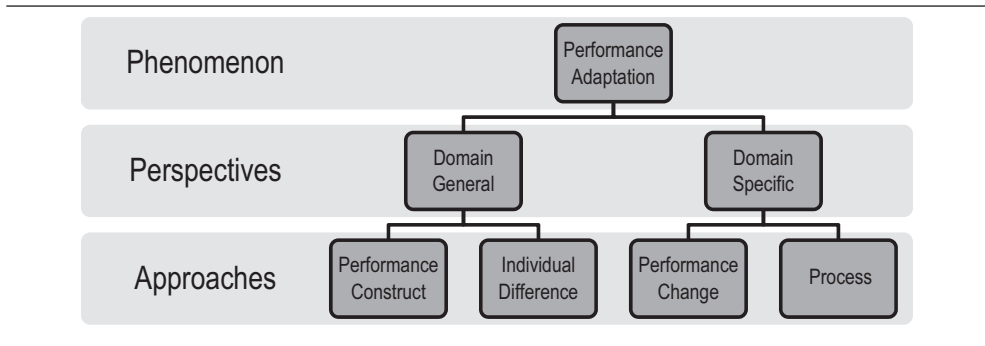 Phenomenon
Performance
Adaptation
Perspectives
Domain
General
Domain
Specific
Approaches
Performance
Construct
Individual
Difference
Performance
Change
Process